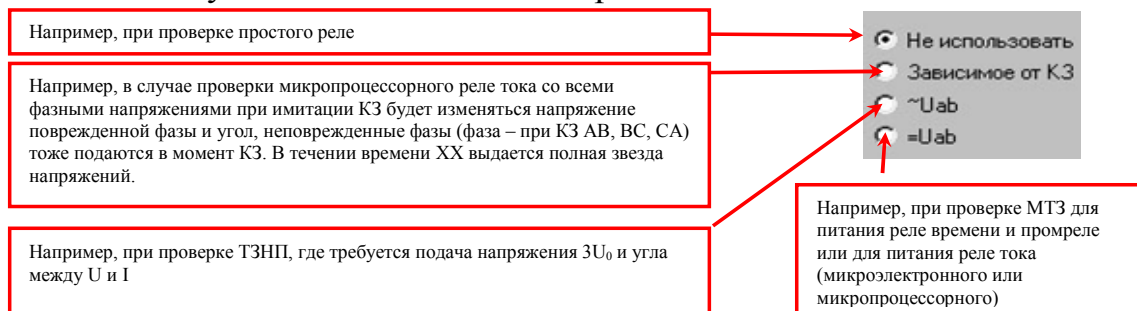 Например, при проверке простого реле
Не использовать
Зависимое от КЗ
~Uab
=Uab
Например, в случае проверки микропроцессорного реле тока со всеми
фазными напряжениями при имитации КЗ будет изменяться напряжение
поврежденной фазы и угол, неповрежденные фазы (фаза – при КЗ АВ, ВС, СА)
тоже подаются в момент КЗ. В течении времени ХХ выдается полная звезда
напряжений.
Например, при проверке ТЗНП, где требуется подача напряжения 3U₀ и угла
между U и I
Например, при проверке МТЗ для
питания реле времени и промреле
или для питания реле тока
(микроэлектронного или
микропроцессорного)